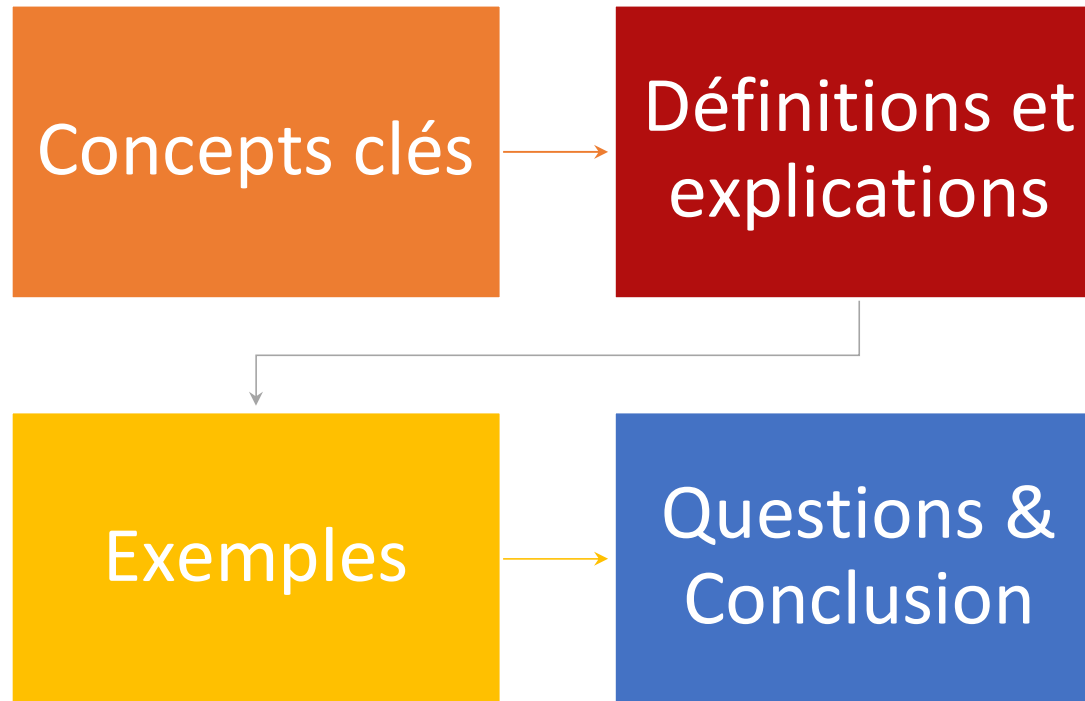 Concepts clés
Définitions et
explications
Exemples
Questions &
Conclusion